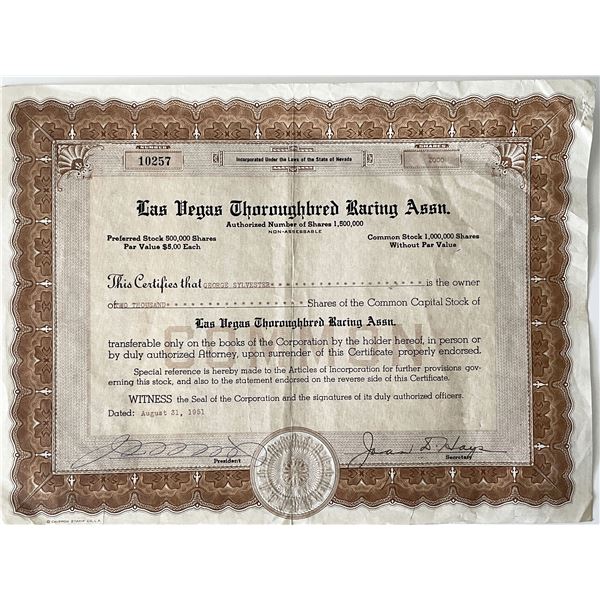 NUMBER
10257
Incorporated Under the Laws of the State of Nevada
SHARES
2000
Las Vegas Thoroughbred Racing Assn.
Authorized Number of Shares 1,500,000
NON-ASSESSABLE
Preferred Stock 500,000 Shares
Par Value $5.00 Each
Common Stock 1,000,000 Shares
Without Par Value
This Certifies that GEORGE SYLVESTER is the owner
of TWO THOUSAND Shares of the Common Capital Stock of
Las Vegas Thoroughbred Racing Assn.
COMMON
transferable only on the books of the Corporation by the holder hereof, in person or
by duly authorized Attorney, upon surrender of this Certificate properly endorsed.
Special reference is hereby made to the Articles of Incorporation for further provisions gov-
erning this stock, and also to the statement endorsed on the reverse side of this Certificate.
WITNESS the Seal of the Corporation and the signatures of its duly authorized officers.
Dated: August 31, 1951
President
Joan D. Hays
Secretary